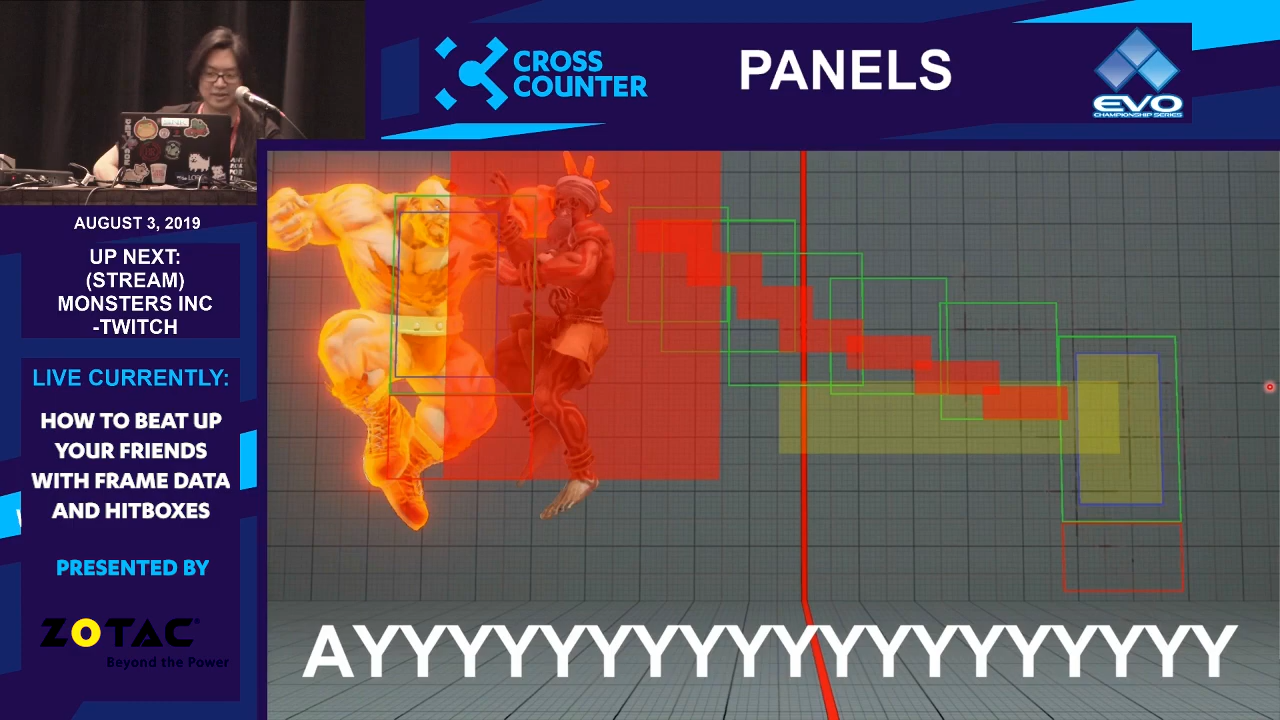 CROSS
COUNTER
PANELS
EVO
CHAMPIONSHIP SERIES
AUGUST 3, 2019
UP NEXT:
(STREAM)
MONSTERS INC
-TWITCH
LIVE CURRENTLY:
HOW TO BEAT UP
YOUR FRIENDS
WITH FRAME DATA
AND HITBOXES
PRESENTED BY
ZOTAC
Beyond the Power
AYYYYYYYYYYYYYYYYYYYYYY